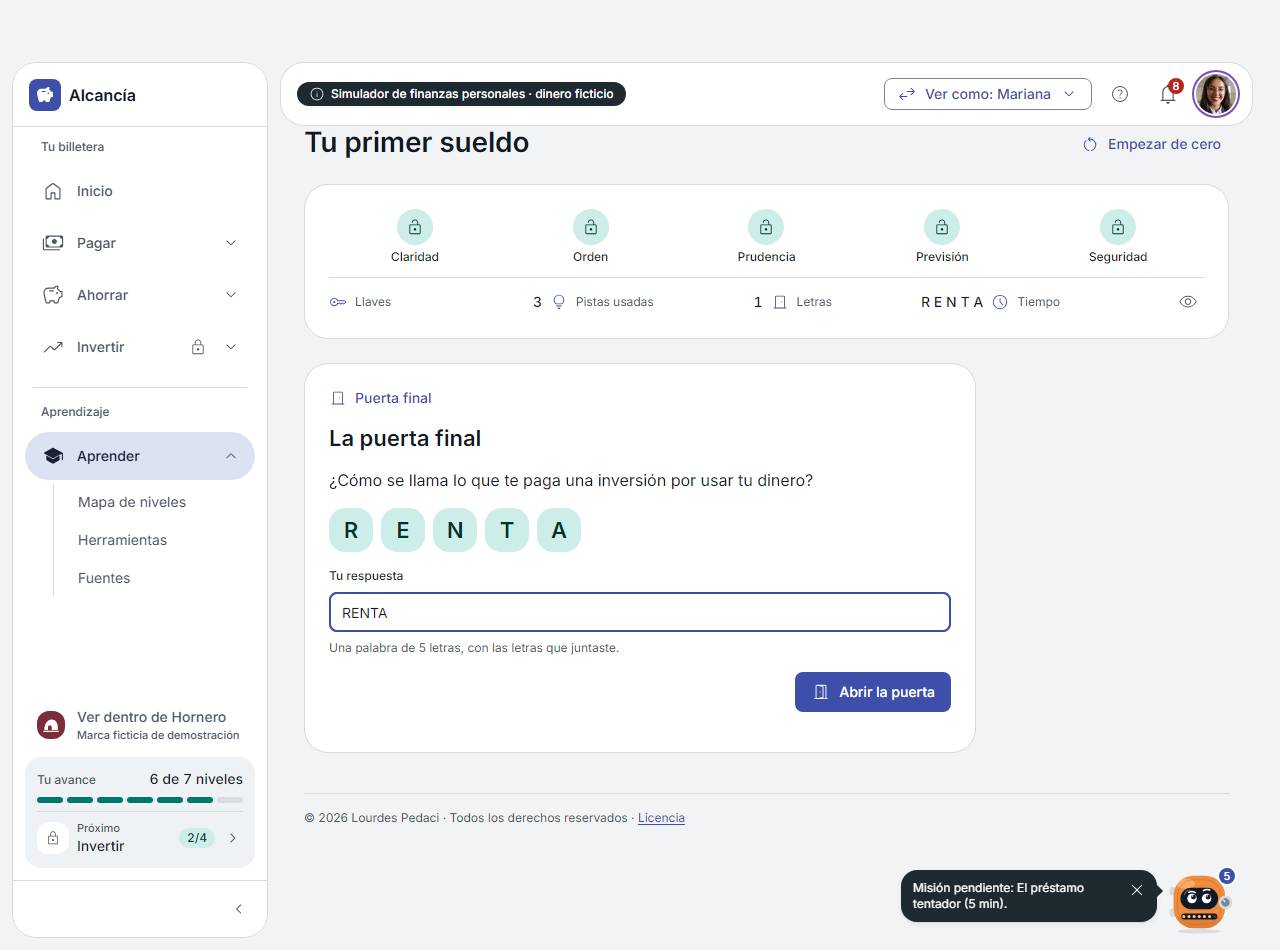 Alcancía
Simulador de finanzas personales · dinero ficticio
Ver como: Mariana
8
Tu billetera
Inicio
Pagar
Ahorrar
Invertir
Aprendizaje
Aprender
Mapa de niveles
Herramientas
Fuentes
Ver dentro de Hornero
Marca ficticia de demostración
Tu avance
6 de 7 niveles
Próximo
Invertir
2/4
Tu primer sueldo
Empezar de cero
Claridad
Orden
Prudencia
Previsión
Seguridad
Llaves
3
Pistas usadas
1
Letras
RENTA
Tiempo
Puerta final
La puerta final
¿Cómo se llama lo que te paga una inversión por usar tu dinero?
R E N T A
Tu respuesta
RENTA
Una palabra de 5 letras, con las letras que juntaste.
Abrir la puerta
© 2026 Lourdes Pedaci · Todos los derechos reservados · Licencia
Misión pendiente: El préstamo
tentador (5 min).
5